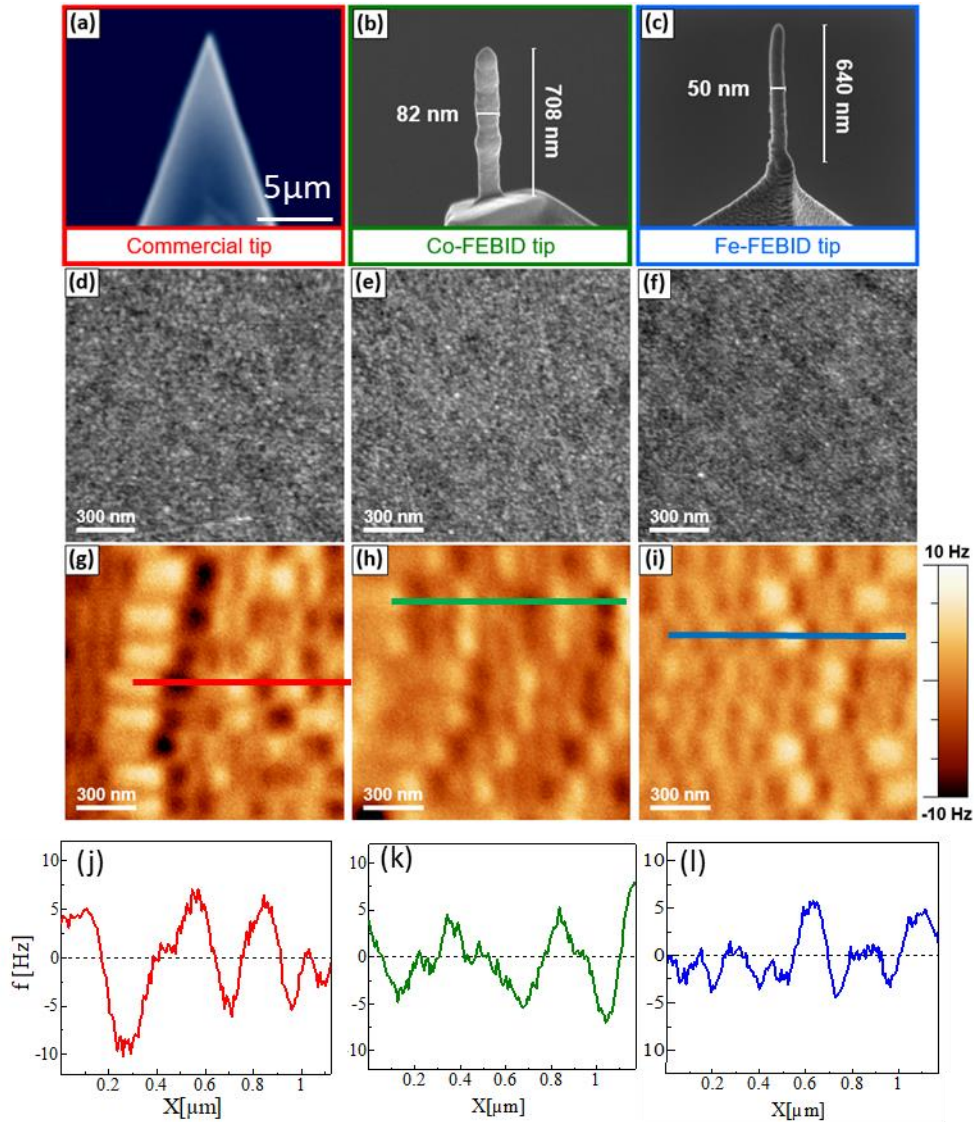 (a)
5μm
Commercial tip
(b)
82 nm
708 nm
Co-FEBID tip
(c)
50 nm
640 nm
Fe-FEBID tip
(d)
300 nm
(e)
300 nm
(f)
300 nm
(g)
300 nm
(h)
300 nm
(i)
300 nm
10 Hz
-10 Hz
(j)
f [Hz]
10
5
0
-5
-10
0
0.2
0.4
0.6
0.8
1
X[μm]
(k)
10
5
0
-5
10
0
0.2
0.4
0.6
0.8
1
X[μm]
(l)
10
5
0
-5
10
0.2
0.4
0.6
0.8
1
X[μm]